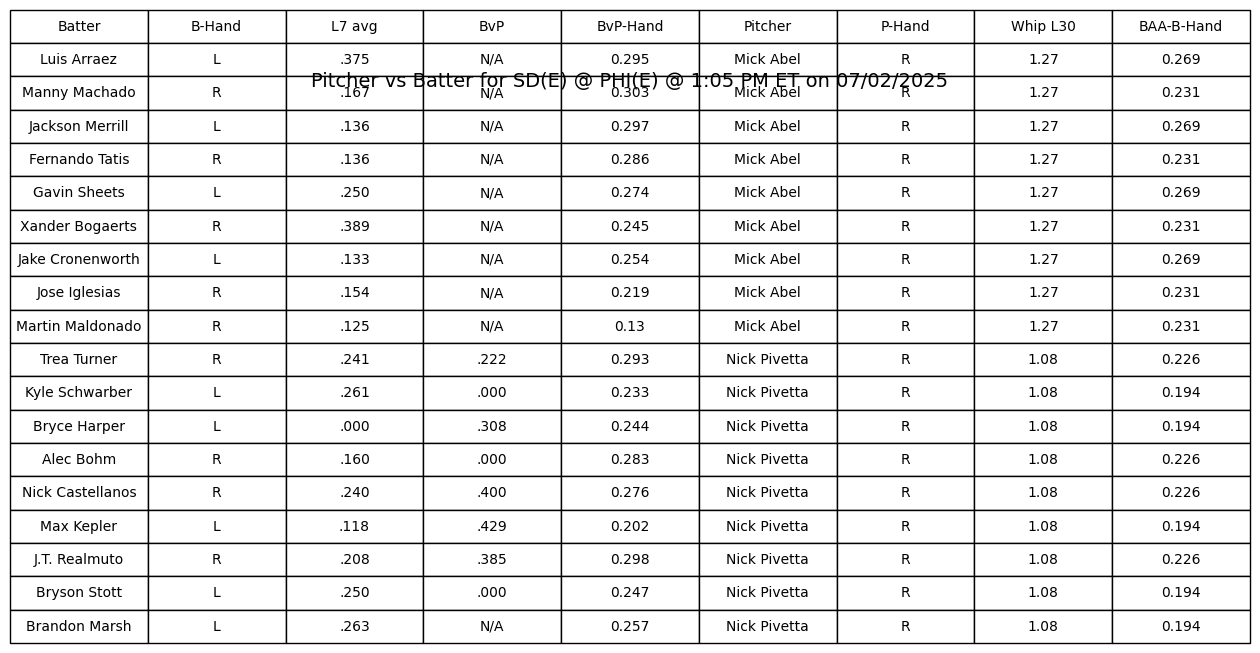 Batter B-Hand L7 avg BvP BvP-Hand Pitcher P-Hand Whip L30 BAA-B-Hand
Luis Arraez L .375 N/A 0.295 Mick Abel R 1.27 0.269
Pitcher vs Batter for SD(E) @ PHI(E) @ 1:05 PM ET on 07/02/2025
Manny Machado R .167 N/A 0.303 Mick Abel R 1.27 0.231
Jackson Merrill L .136 N/A 0.297 Mick Abel R 1.27 0.269
Fernando Tatis R .136 N/A 0.286 Mick Abel R 1.27 0.231
Gavin Sheets L .250 N/A 0.274 Mick Abel R 1.27 0.269
Xander Bogaerts R .389 N/A 0.245 Mick Abel R 1.27 0.231
Jake Cronenworth L .133 N/A 0.254 Mick Abel R 1.27 0.269
Jose Iglesias R .154 N/A 0.219 Mick Abel R 1.27 0.231
Martin Maldonado R .125 N/A 0.13 Mick Abel R 1.27 0.231
Trea Turner R .241 .222 0.293 Nick Pivetta R 1.08 0.226
Kyle Schwarber L .261 .000 0.233 Nick Pivetta R 1.08 0.194
Bryce Harper L .000 .308 0.244 Nick Pivetta R 1.08 0.194
Alec Bohm R .160 .000 0.283 Nick Pivetta R 1.08 0.226
Nick Castellanos R .240 .400 0.276 Nick Pivetta R 1.08 0.226
Max Kepler L .118 .429 0.202 Nick Pivetta R 1.08 0.194
J.T. Realmuto R .208 .385 0.298 Nick Pivetta R 1.08 0.226
Bryson Stott L .250 .000 0.247 Nick Pivetta R 1.08 0.194
Brandon Marsh L .263 N/A 0.257 Nick Pivetta R 1.08 0.194